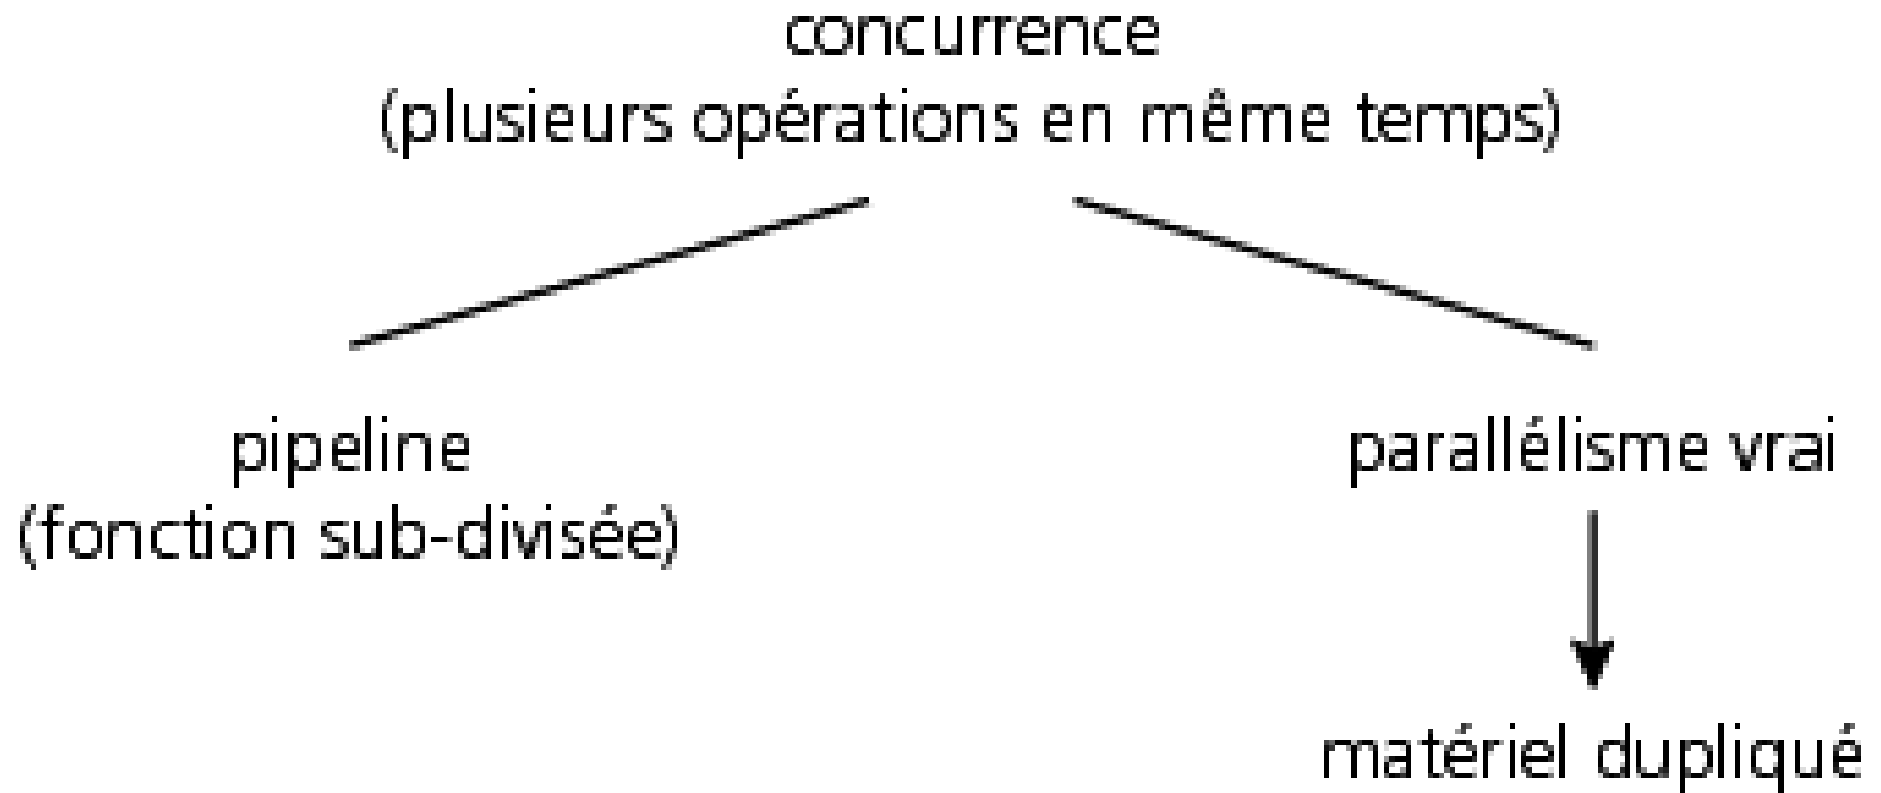 concurrence
(plusieurs opérations en même temps)
pipeline
(fonction sub-divisée)
parallélisme vrai
matériel dupliqué